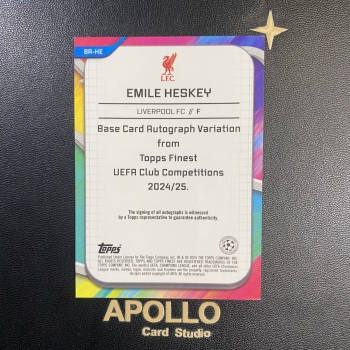 BR-HE
L.F.C.
EMILE HESKEY
LIVERPOOL FC // F
Base Card Autograph Variation
from
Topps Finest
UEFA Club Competitions
2024/25.
The signing of all autographs is witnessed
by a Topps representative to guarantee authenticity.
Topps
APOLLO
Card Studio